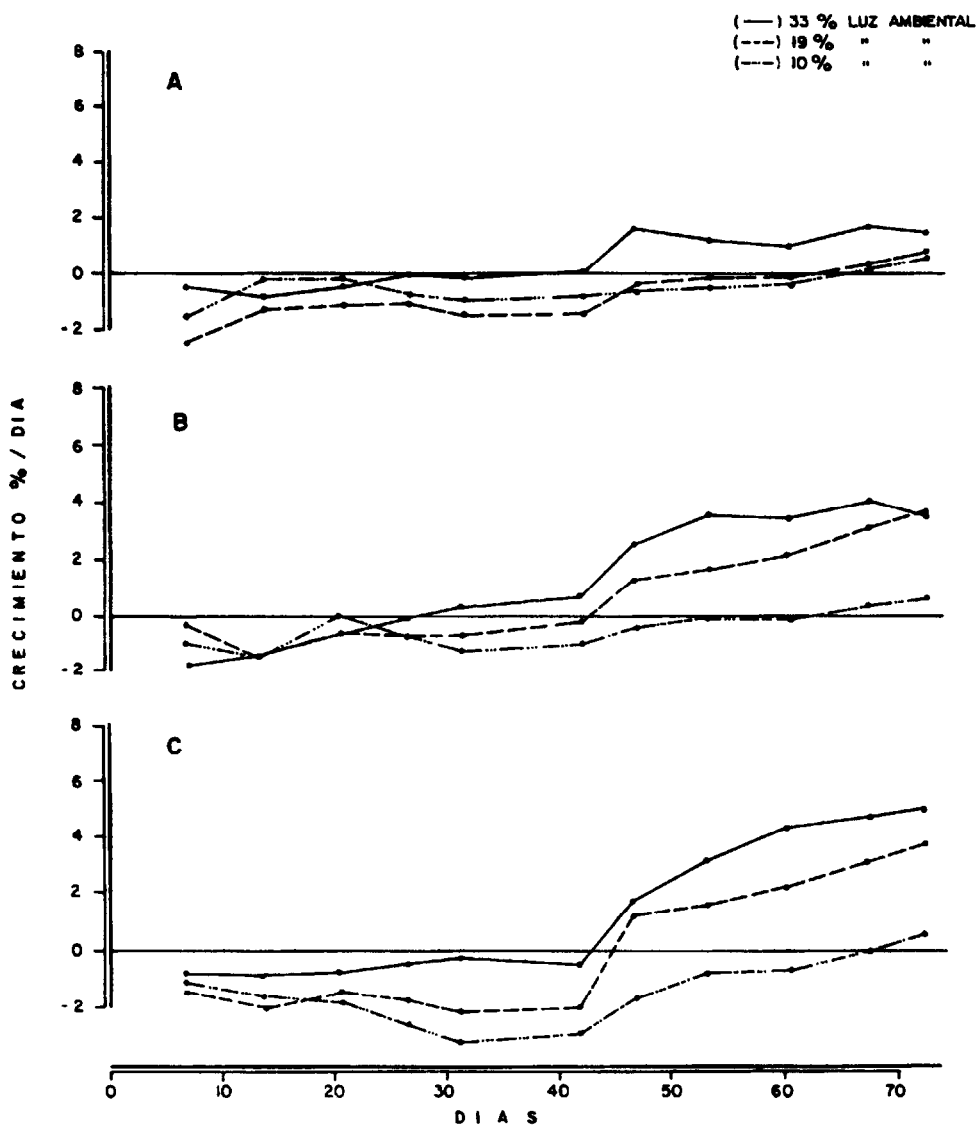 (—) 33 % LUZ AMBIENTAL
(---) 19 % " "
(-··-) 10 % " "
A
8
6
4
2
0
-2
B
8
6
4
2
0
-2
C
8
6
4
2
0
-2
CRECIMIENTO %/DIA
0 10 20 30 40 50 60 70
DIAS